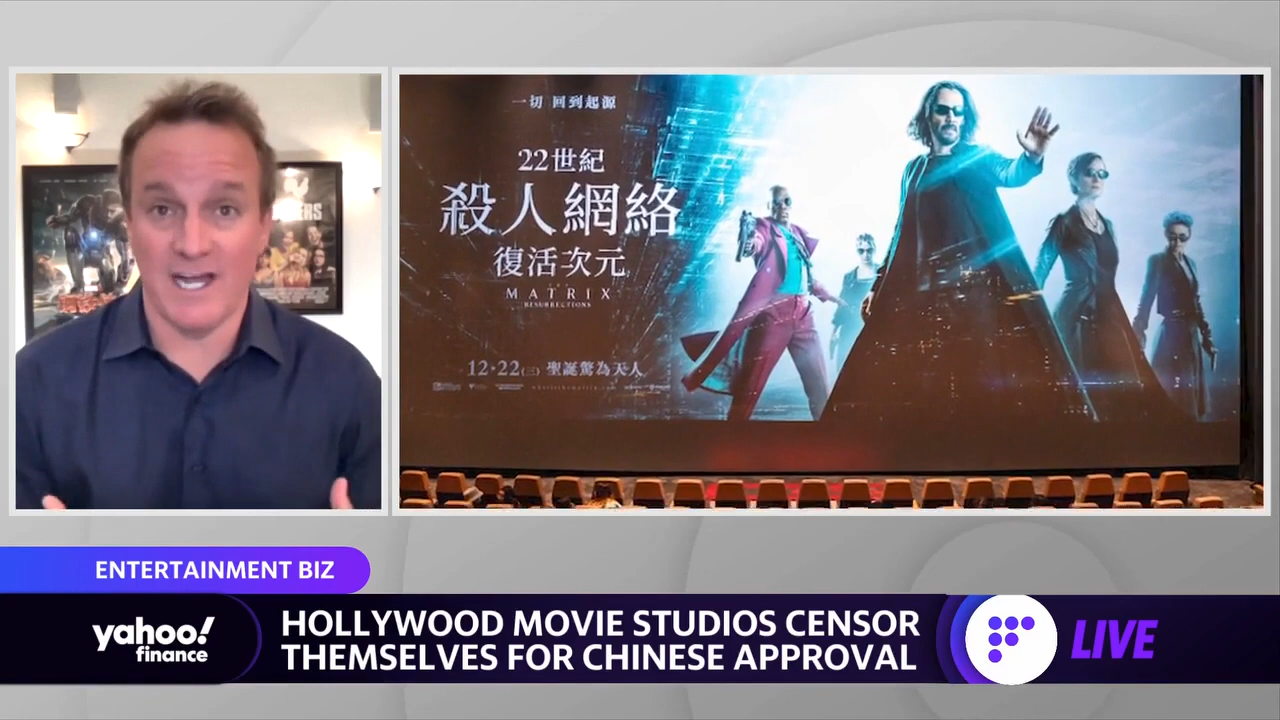 一切 回到起源
22世紀
殺人網絡
復活次元
MATRIX
RESURRECTIONS
12•22(三) 聖誕驚為天人
ERS
ENTERTAINMENT BIZ
yahoo!
finance
HOLLYWOOD MOVIE STUDIOS CENSOR
THEMSELVES FOR CHINESE APPROVAL
LIVE